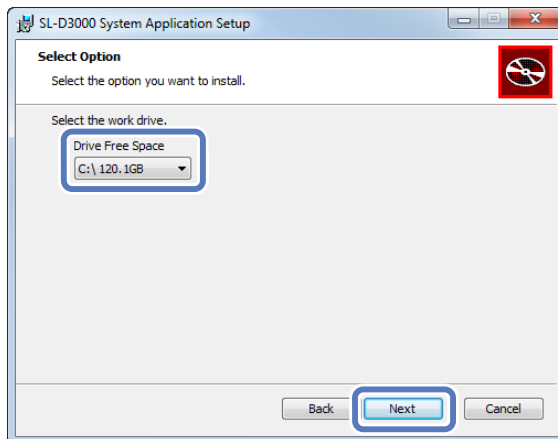 SL-D3000 System Application Setup
Select Option
Select the option you want to install.
Select the work drive.
Drive Free Space
C:\ 120.1GB
Back Next Cancel